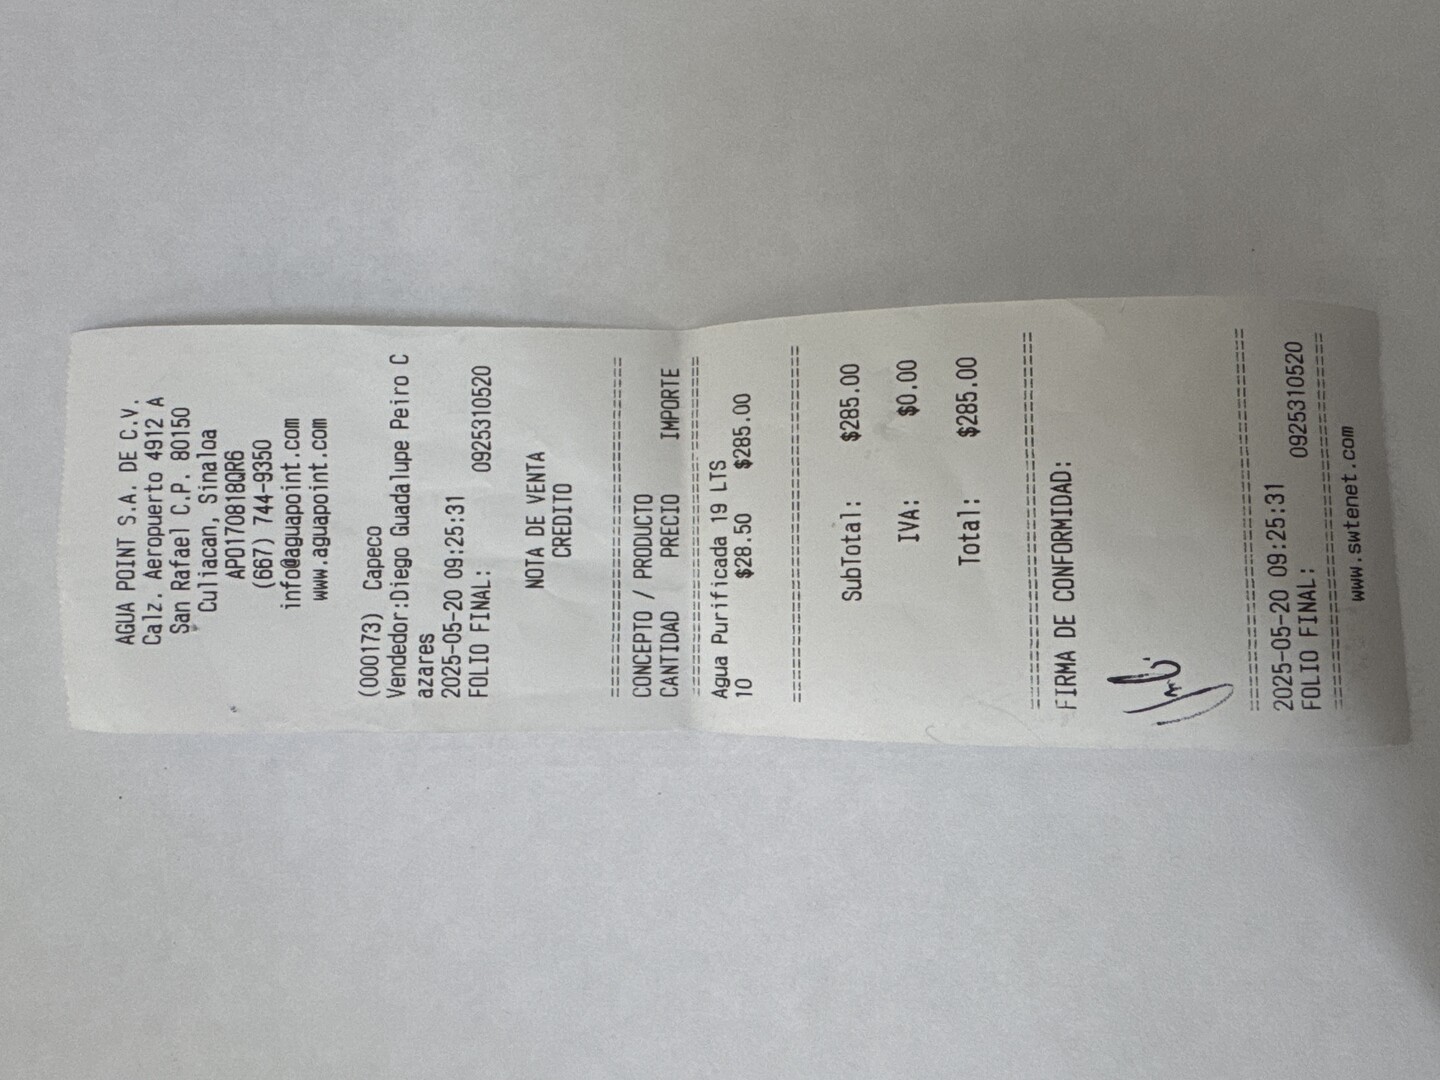 AGUA POINT S.A. DE C.V.
Calz. Aeropuerto 4912 A
San Rafael C.P. 80150
Culiacan, Sinaloa
APO170818QR6
(667) 744-9350
info@aguapoint.com
www.aguapoint.com
(000173) Capeco
Vendedor:Diego Guadalupe Peiro C
azares
2025-05-20 09:25:31
FOLIO FINAL: 0925310520
NOTA DE VENTA
CREDITO
================================
CONCEPTO / PRODUCTO
CANTIDAD PRECIO IMPORTE
================================
Agua Purificada 19 LTS
10 $28.50 $285.00
================================
SubTotal: $285.00
IVA: $0.00
Total: $285.00
================================
FIRMA DE CONFORMIDAD:
================================
2025-05-20 09:25:31
FOLIO FINAL: 0925310520
================================
www.swtenet.com